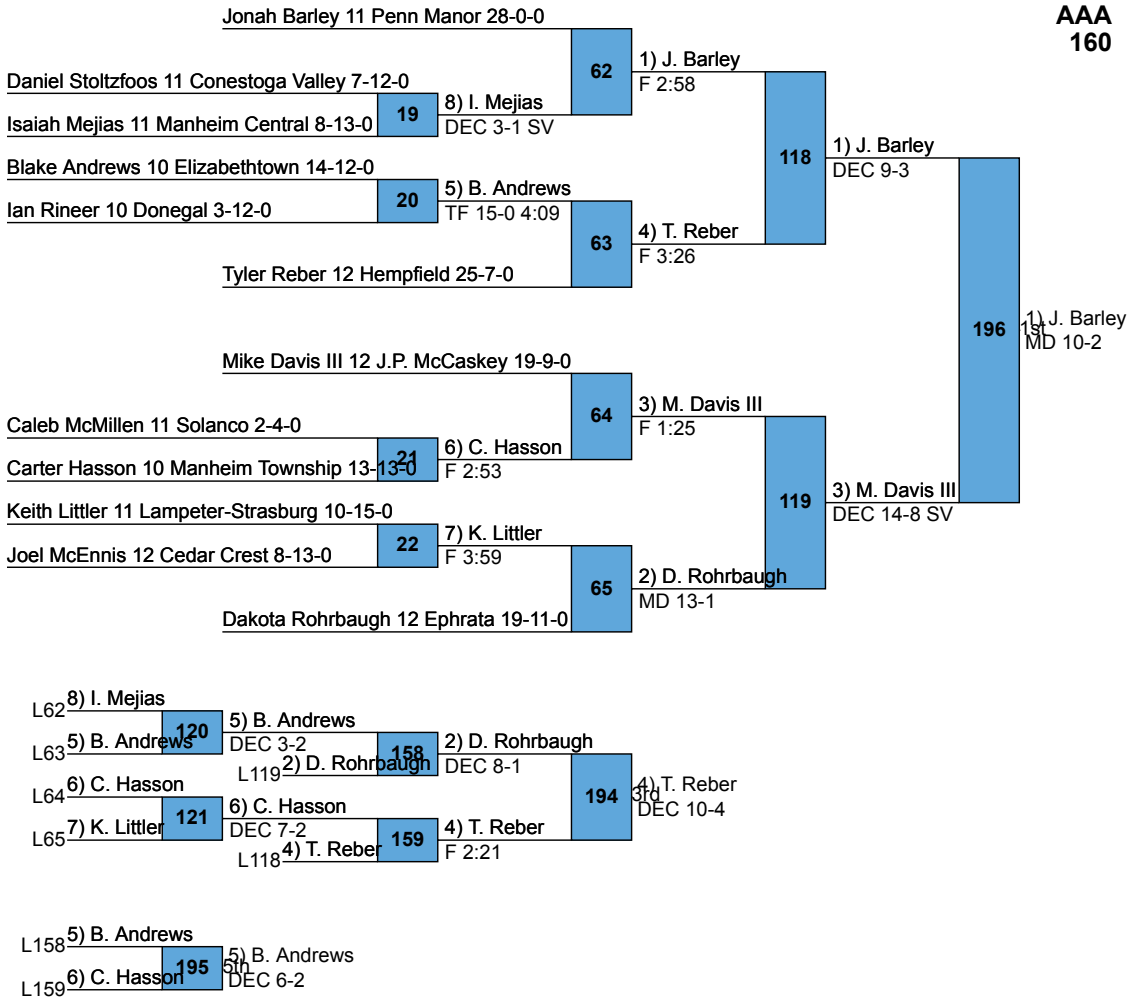 AAA
160
Jonah Barley 11 Penn Manor 28-0-0
62
1) J. Barley
F 2:58
Daniel Stoltzfoos 11 Conestoga Valley 7-12-0
19
8) I. Mejias
DEC 3-1 SV
Isaiah Mejias 11 Manheim Central 8-13-0
118
1) J. Barley
DEC 9-3
Blake Andrews 10 Elizabethtown 14-12-0
20
5) B. Andrews
TF 15-0 4:09
Ian Rineer 10 Donegal 3-12-0
63
4) T. Reber
F 3:26
Tyler Reber 12 Hempfield 25-7-0
196
1st
1) J. Barley
MD 10-2
Mike Davis III 12 J.P. McCaskey 19-9-0
64
3) M. Davis III
F 1:25
Caleb McMillen 11 Solanco 2-4-0
21
6) C. Hasson
F 2:53
Carter Hasson 10 Manheim Township 13-13-0
119
3) M. Davis III
DEC 14-8 SV
Keith Littler 11 Lampeter-Strasburg 10-15-0
22
7) K. Littler
F 3:59
Joel McEnnis 12 Cedar Crest 8-13-0
65
2) D. Rohrbaugh
MD 13-1
Dakota Rohrbaugh 12 Ephrata 19-11-0
L62 8) I. Mejias
120
5) B. Andrews
DEC 3-2
L63 5) B. Andrews
158
2) D. Rohrbaugh
DEC 8-1
L119 2) D. Rohrbaugh
L64 6) C. Hasson
121
6) C. Hasson
DEC 7-2
L65 7) K. Littler
194
3rd
4) T. Reber
DEC 10-4
159
4) T. Reber
F 2:21
L118 4) T. Reber
L158 5) B. Andrews
195
5th
5) B. Andrews
DEC 6-2
L159 6) C. Hasson